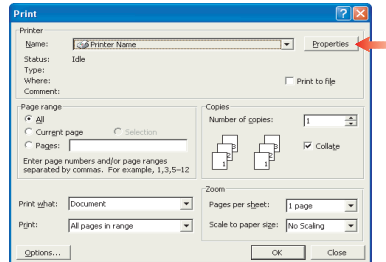 Print
Printer
Name: Printer Name Properties
Status: Idle
Type:
Where: Print to file
Comment:
Page range
All
Current page Selection
Pages:
Enter page numbers and/or page ranges
separated by commas. For example, 1,3,5–12
Copies
Number of copies: 1
Collate
Print what: Document
Print: All pages in range
Zoom
Pages per sheet: 1 page
Scale to paper size: No Scaling
Options... OK Close